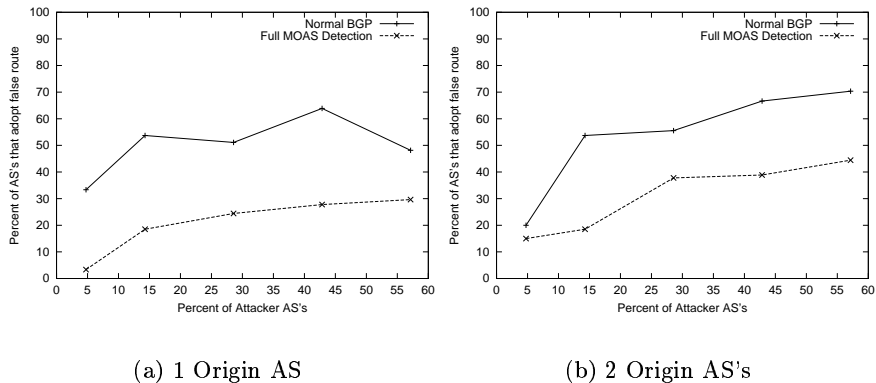 Percent of AS's that adopt false route
100
90
80
70
60
50
40
30
20
10
0
Normal BGP
Full MOAS Detection
0 5 10 15 20 25 30 35 40 45 50 55 60
Percent of Attacker AS's
(a) 1 Origin AS
Percent of AS's that adopt false route
100
90
80
70
60
50
40
30
20
10
0
Normal BGP
Full MOAS Detection
0 5 10 15 20 25 30 35 40 45 50 55 60
Percent of Attacker AS's
(b) 2 Origin AS's